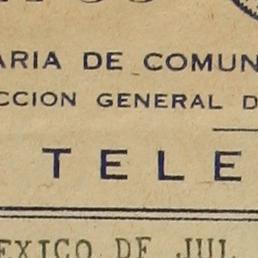 ARIA DE COMUN
CCION GENERAL D
TELE
EXICO DF JUL